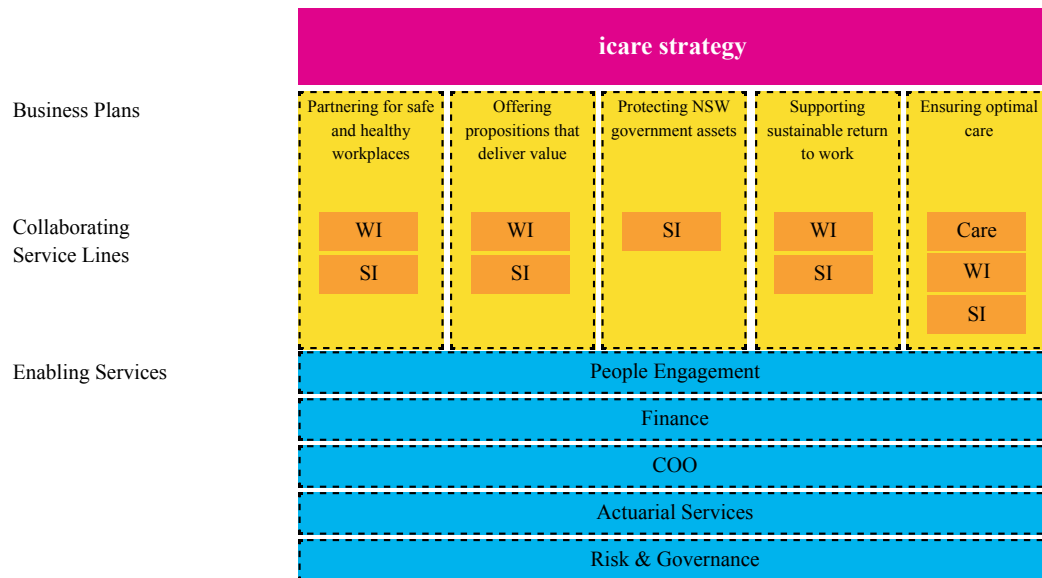 icare strategy
Business Plans
Partnering for safe
and healthy
workplaces
Offering
propositions that
deliver value
Protecting NSW
government assets
Supporting
sustainable return
to work
Ensuring optimal
care
Collaborating
Service Lines
WI
SI
WI
SI
SI
WI
SI
Care
WI
SI
Enabling Services
People Engagement
Finance
COO
Actuarial Services
Risk & Governance